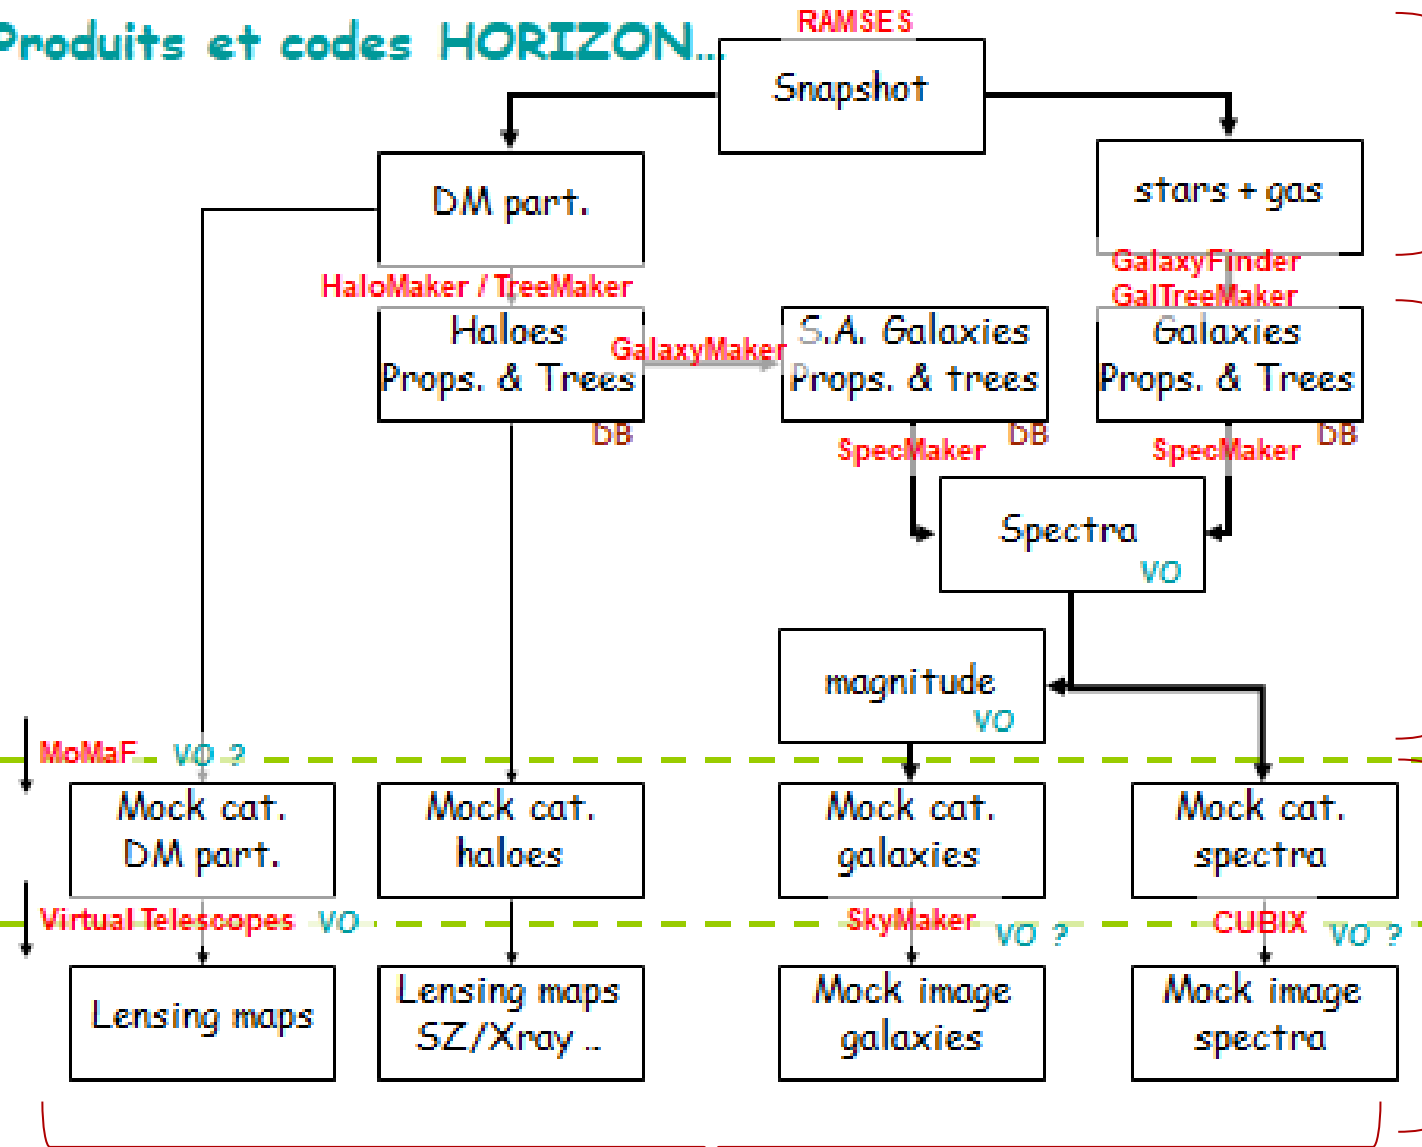 Produits et codes HORIZON...
RAMSES
Snapshot
DM part.
stars + gas
HaloMaker / TreeMaker
GalaxyFinder
GalTreeMaker
Haloes
Props. & Trees
DB
GalaxyMaker
S.A. Galaxies
Props. & trees
DB
Galaxies
Props. & Trees
DB
SpecMaker
SpecMaker
Spectra
VO
magnitude
VO
MoMaF
VO ?
Mock cat.
DM part.
Mock cat.
haloes
Mock cat.
galaxies
Mock cat.
spectra
Virtual Telescopes
VO
SkyMaker
VO ?
CUBIX
VO ?
Lensing maps
Lensing maps
SZ/Xray ..
Mock image
galaxies
Mock image
spectra